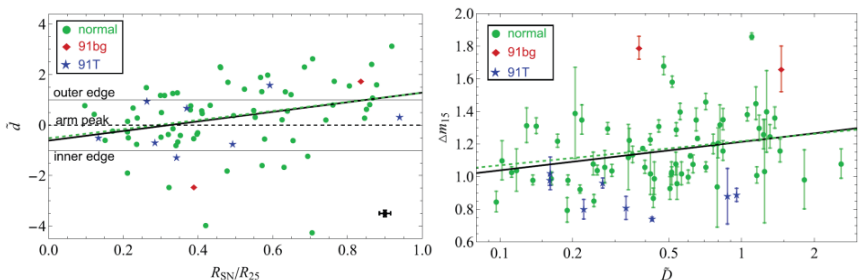 normal
91bg
91T
outer edge
arm peak
inner edge
d̃
4
2
0
−2
−4
0.0 0.2 0.4 0.6 0.8 1.0
R_SN/R_25
normal
91bg
91T
Δm_15
2.0
1.8
1.6
1.4
1.2
1.0
0.8
0.6
0.1 0.2 0.5 1 2
D̃